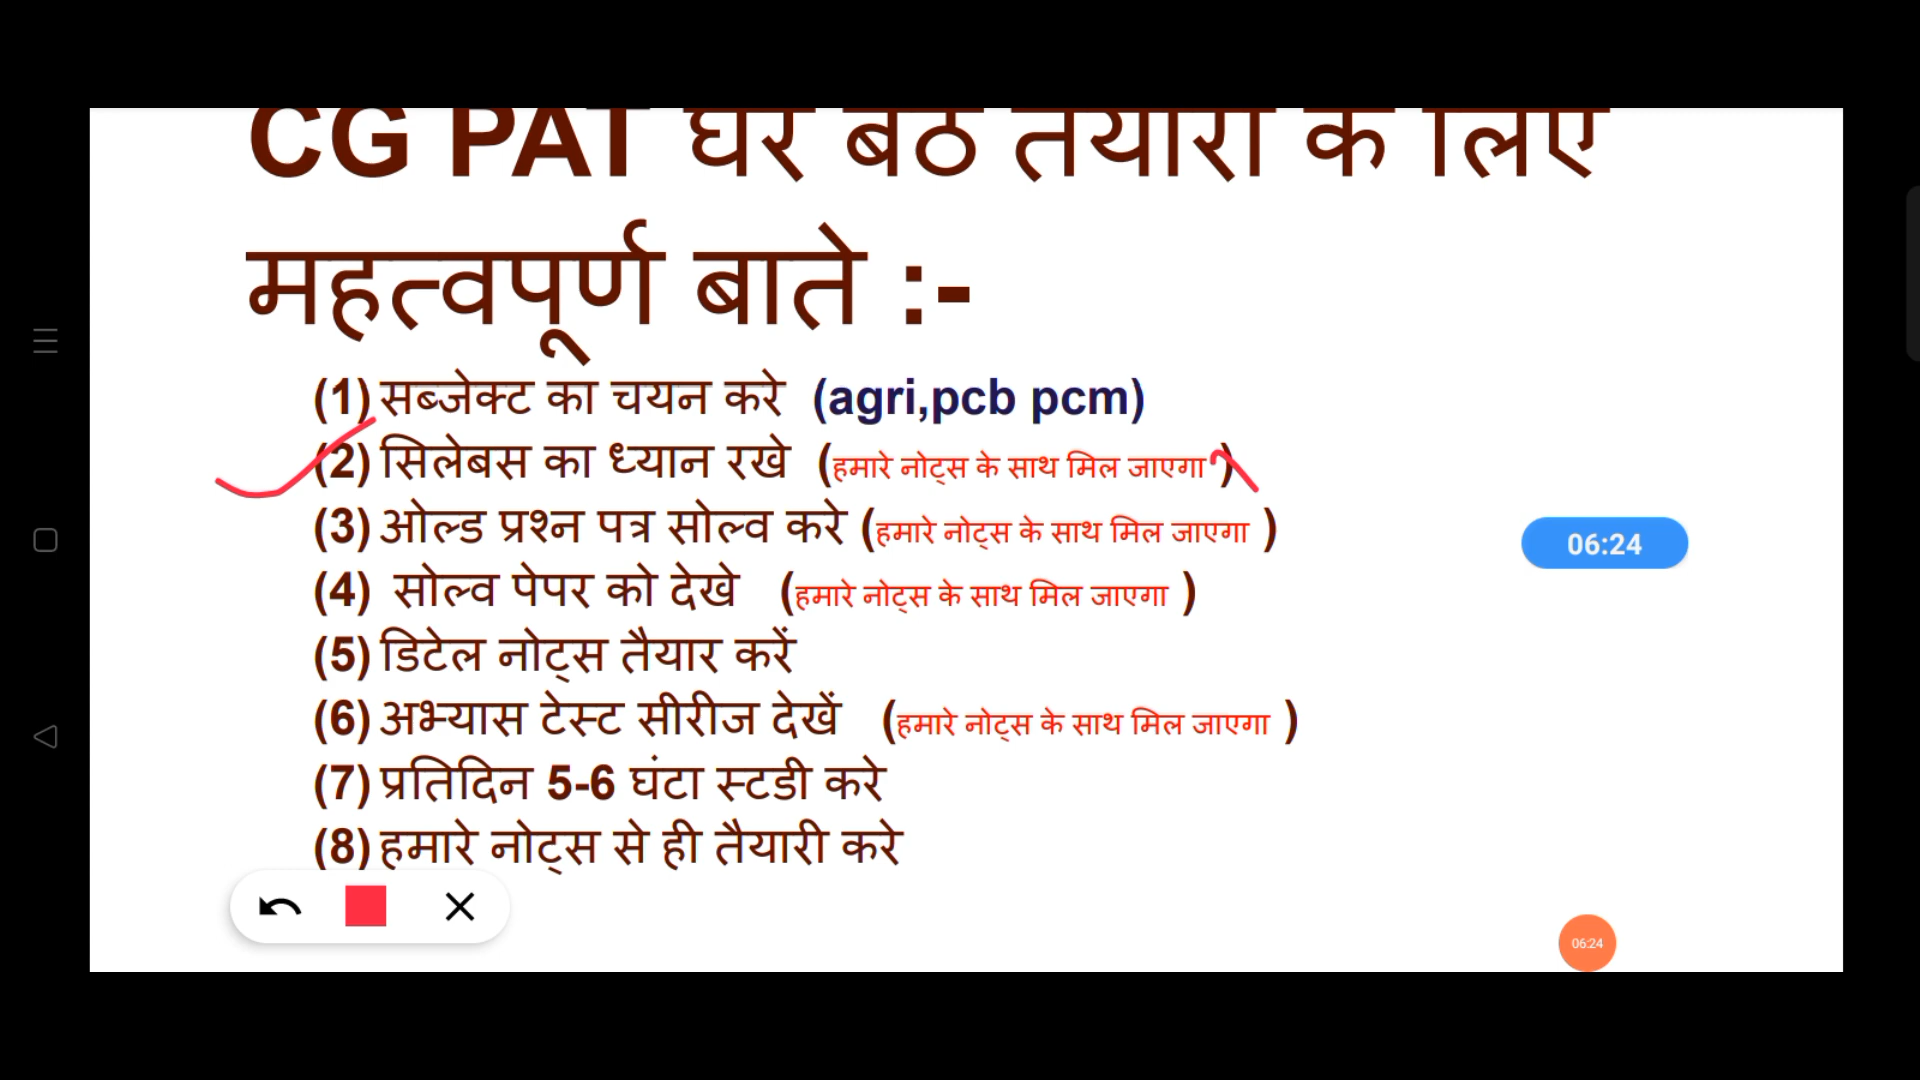 CG PAT घर बैठे तैयारी के लिए
महत्वपूर्ण बाते :-
(1) सब्जेक्ट का चयन करे (agri,pcb pcm)
(2) सिलेबस का ध्यान रखे (हमारे नोट्स के साथ मिल जाएगा )
(3) ओल्ड प्रश्न पत्र सोल्व करे (हमारे नोट्स के साथ मिल जाएगा )
06:24
(4) सोल्व पेपर को देखे (हमारे नोट्स के साथ मिल जाएगा )
(5) डिटेल नोट्स तैयार करें
(6) अभ्यास टेस्ट सीरीज देखें (हमारे नोट्स के साथ मिल जाएगा )
(7) प्रतिदिन 5-6 घंटा स्टडी करे
(8) हमारे नोट्स से ही तैयारी करे
06:24